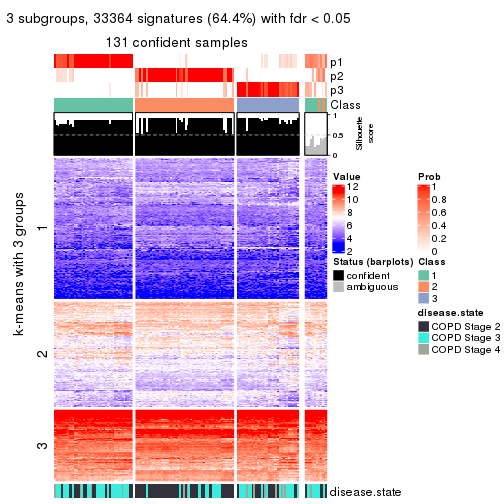 3 subgroups, 33364 signatures (64.4%) with fdr < 0.05
131 confident samples
p1
p2
p3
Class
1
0.5
0
Silhouette
score
k-means with 3 groups
1
2
3
disease.state
Value
12
10
8
6
4
2
Prob
1
0.8
0.6
0.4
0.2
0
Status (barplots)
confident
ambiguous
Class
1
2
3
disease.state
COPD Stage 2
COPD Stage 3
COPD Stage 4